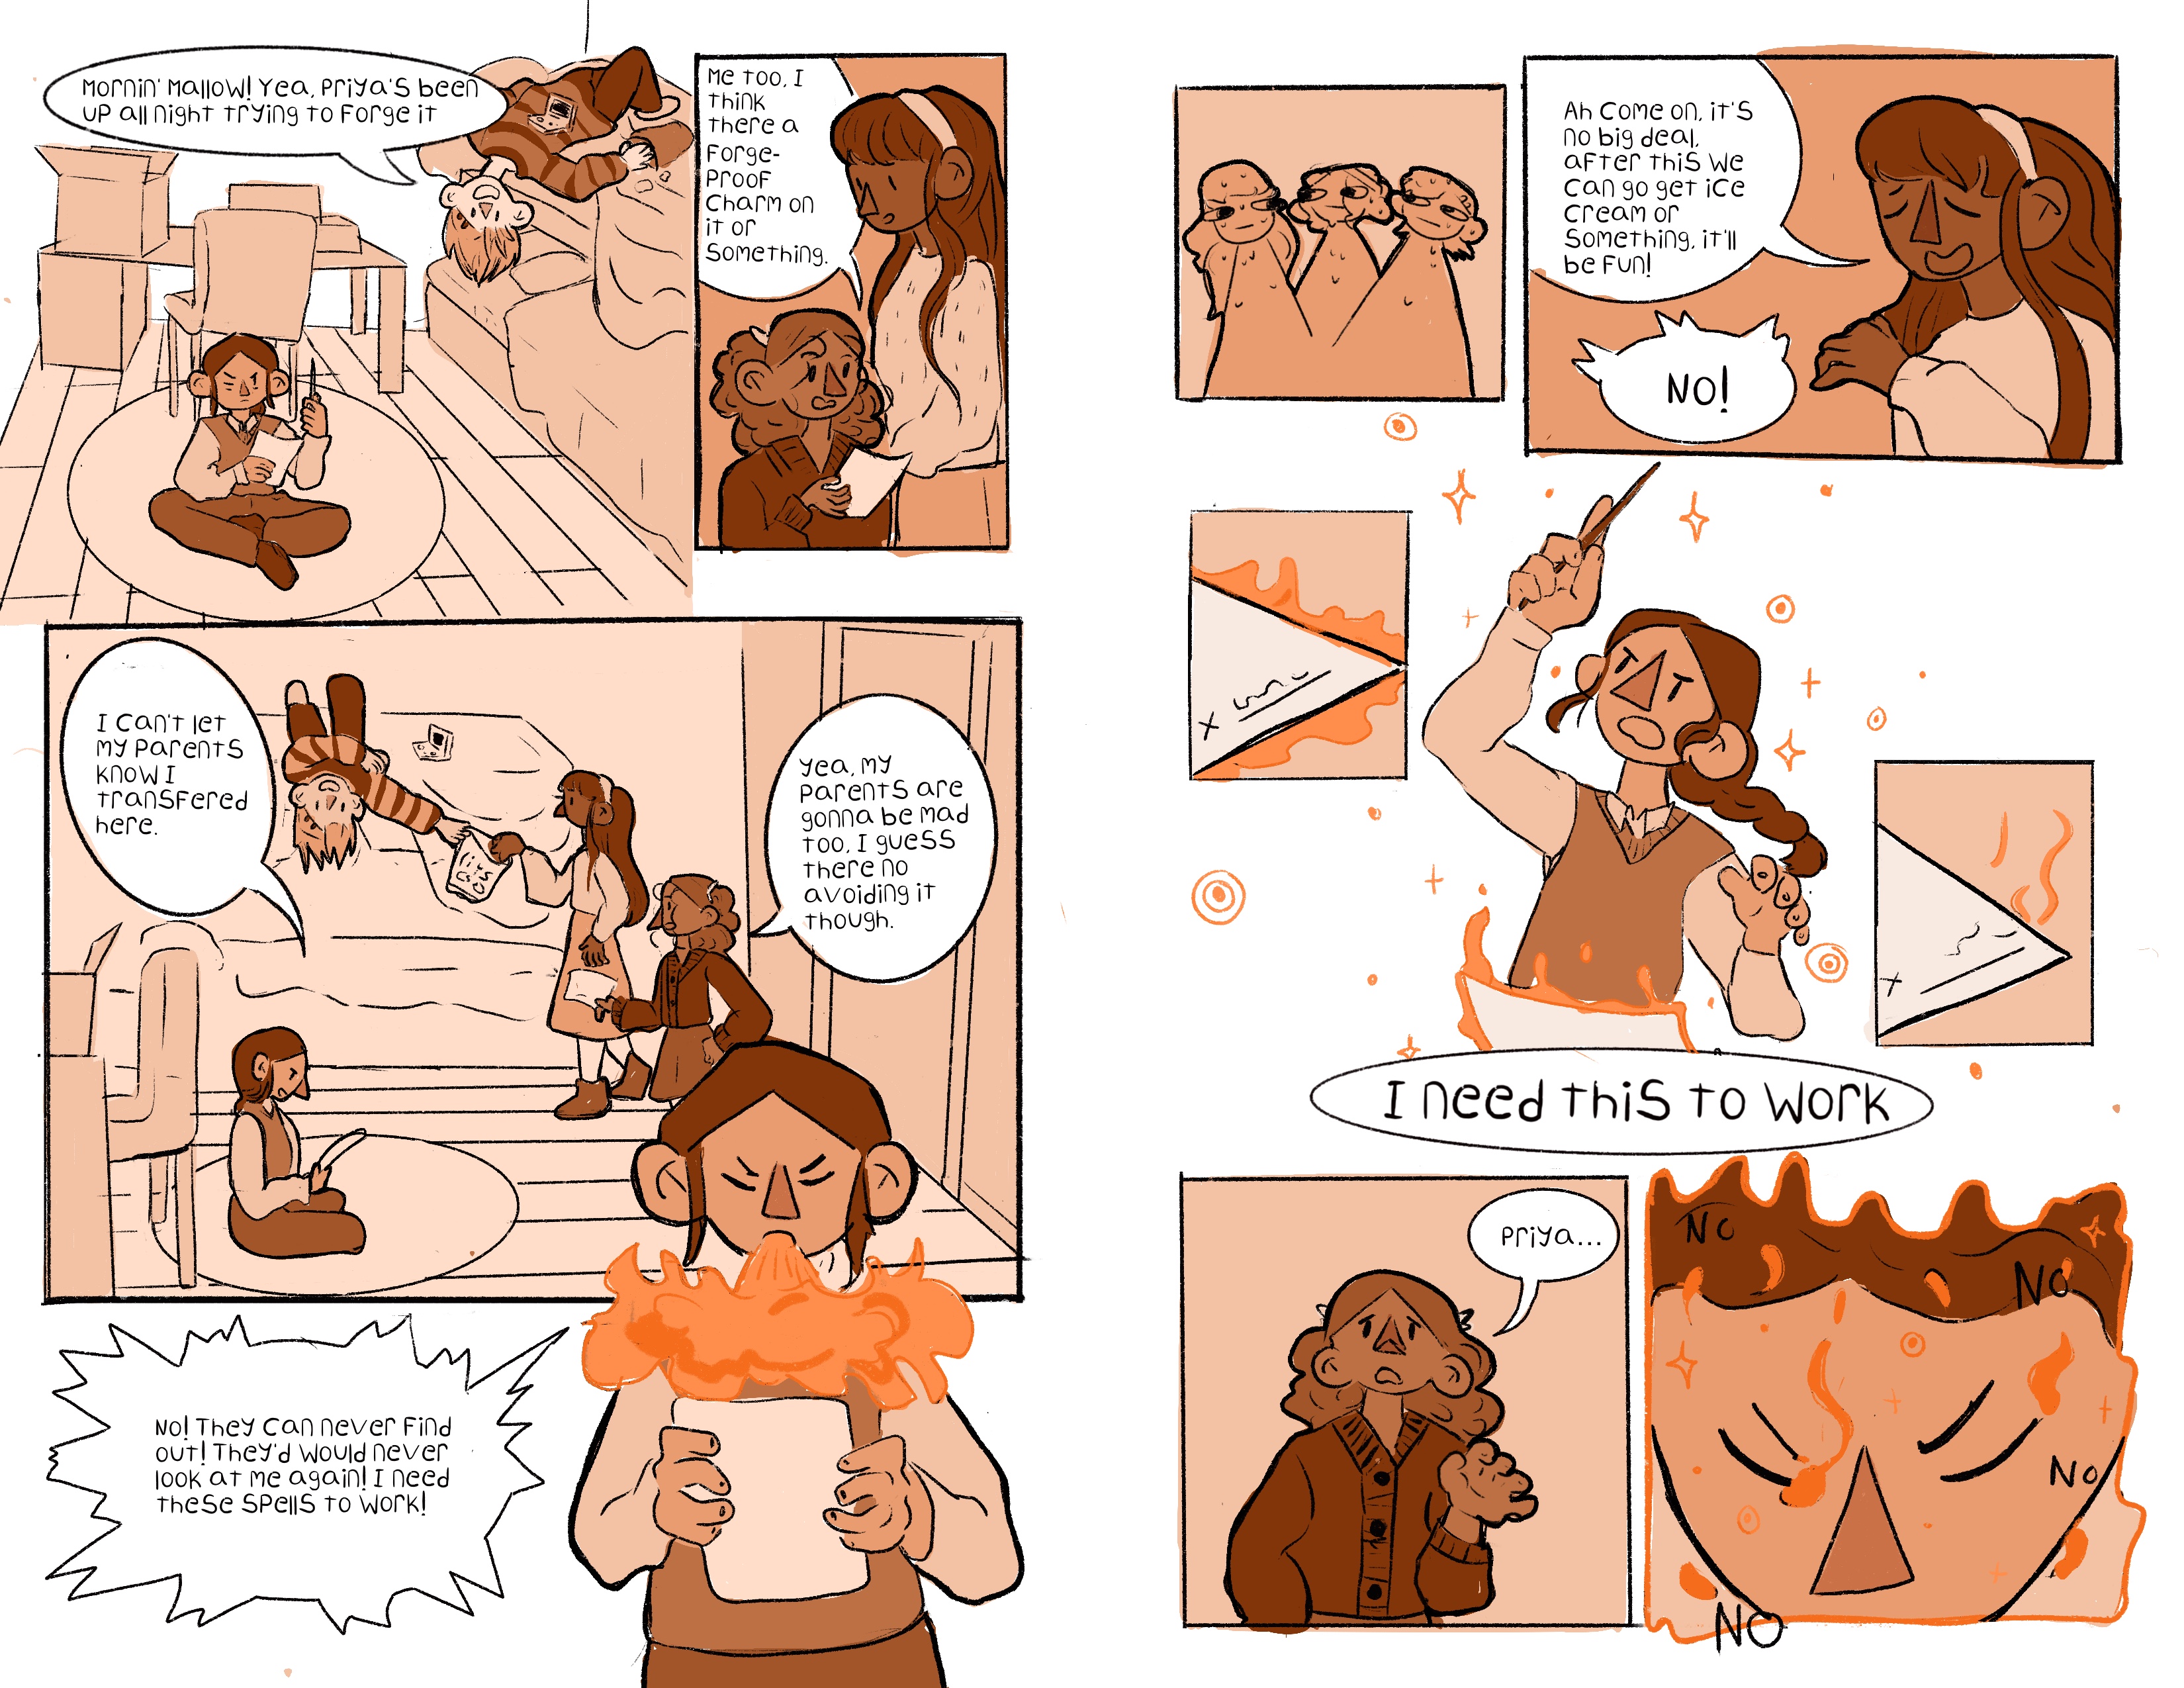 Mornin' Mallow! Yea, Priya's been
up all night trying to forge it
Me too, I
think
there a
forge-
proof
charm on
it or
something.
I can't let
my parents
know I
transfered
here.
Yea, my
parents are
gonna be mad
too, I guess
there no
avoiding it
though.
No! They can never find
out! They'd would never
look at me again! I need
these spells to work!
Ah come on, it's
no big deal,
after this we
can go get ice
cream or
something, it'll
be fun!
NO!
X
X
I need this to work
Priya...
NO
NO
NO
NO